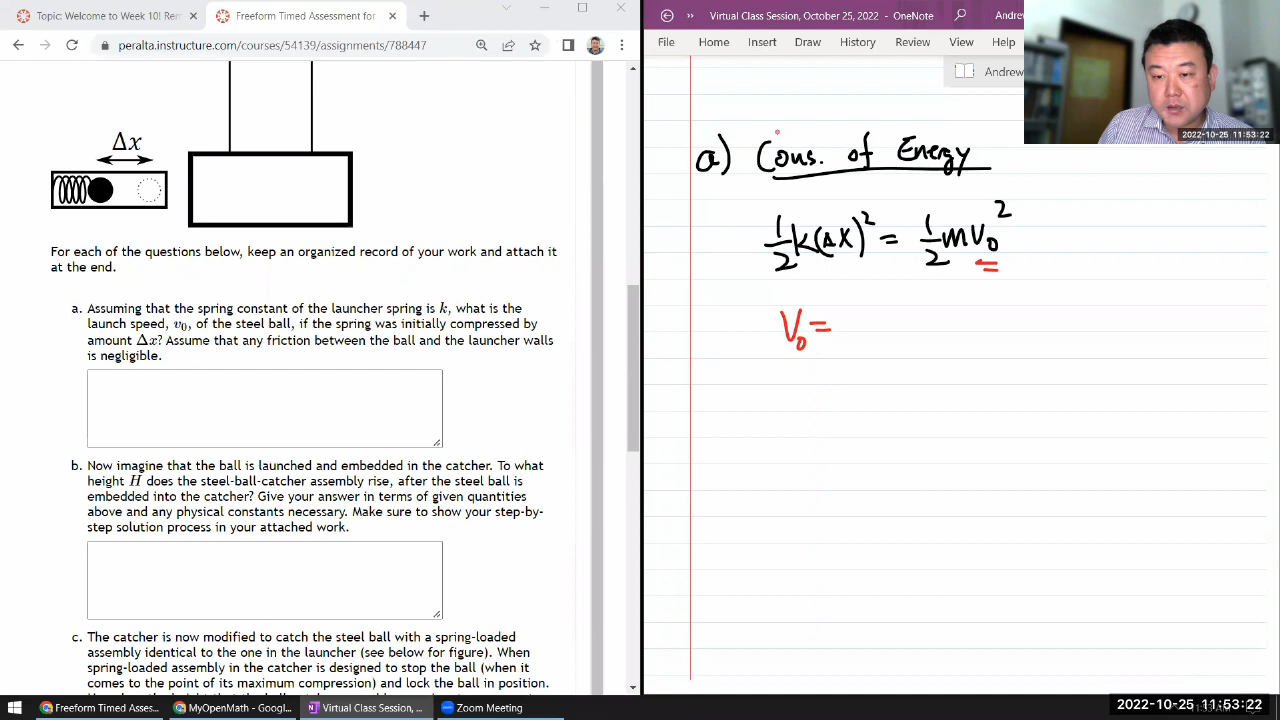 Topic: Welcome to Week 10! Rem
Freeform Timed Assessment for
peralta.instructure.com/courses/54139/assignments/788447
Δx
For each of the questions below, keep an organized record of your work and attach it
at the end.
a. Assuming that the spring constant of the launcher spring is k, what is the
launch speed, v₀, of the steel ball, if the spring was initially compressed by
amount Δx? Assume that any friction between the ball and the launcher walls
is negligible.
b. Now imagine that the ball is launched and embedded in the catcher. To what
height H does the steel-ball-catcher assembly rise, after the steel ball is
embedded into the catcher? Give your answer in terms of given quantities
above and any physical constants necessary. Make sure to show your step-by-
step solution process in your attached work.
c. The catcher is now modified to catch the steel ball with a spring-loaded
assembly identical to the one in the launcher (see below for figure). When
spring-loaded assembly in the catcher is designed to stop the ball (when it
comes to the point of its maximum compression) and lock the ball in position.
Virtual Class Session, October 25, 2022 - OneNote
Andrew
File Home Insert Draw History Review View Help
Andrew
a) Cons. of Energy
1/2 k(Δx)² = 1/2 mV₀²
V₀ =
2022-10-25 11:53:22
Freeform Timed Asses...
MyOpenMath - Googl...
Virtual Class Session, ...
Zoom Meeting
2022-10-25 11:53:22